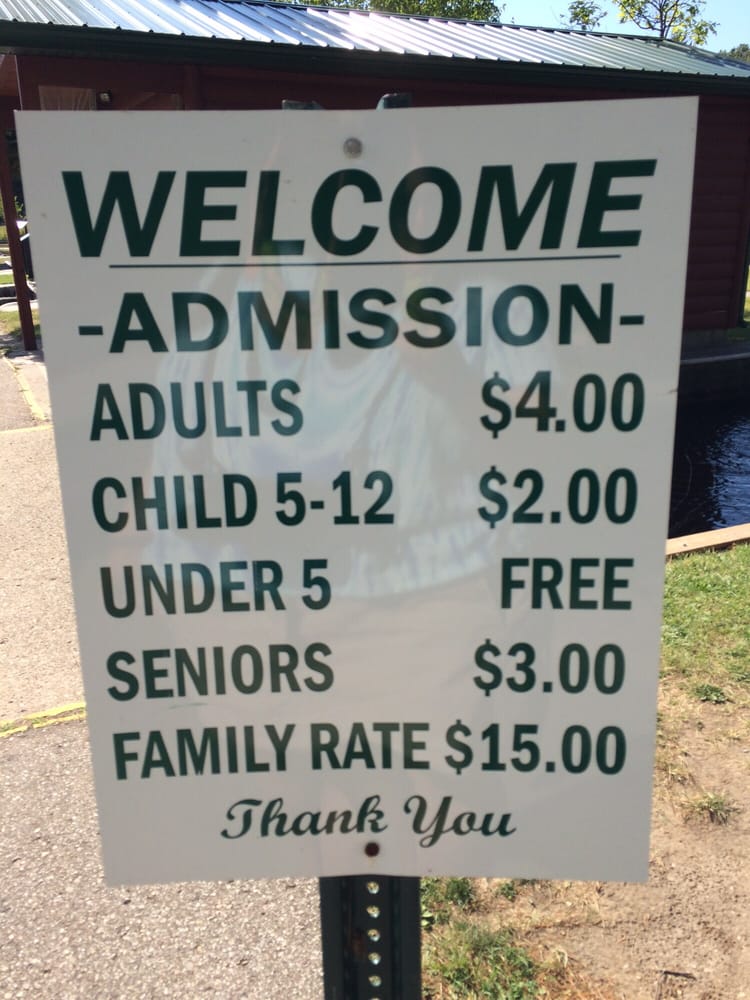 WELCOME
-ADMISSION-
ADULTS $4.00
CHILD 5-12 $2.00
UNDER 5 FREE
SENIORS $3.00
FAMILY RATE $15.00
Thank You